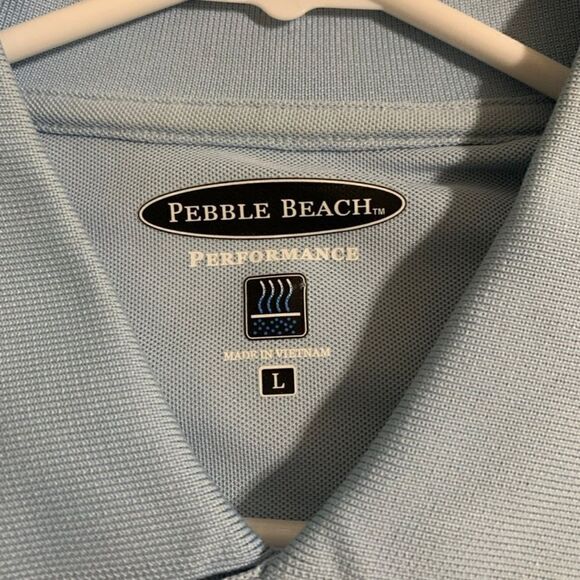 PEBBLE BEACH™
PERFORMANCE
MADE IN VIETNAM
L